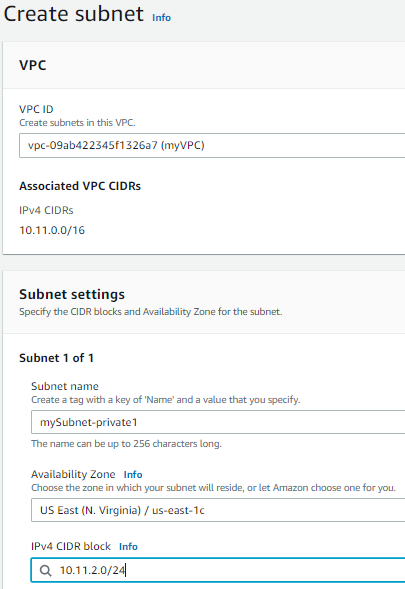 Create subnet Info
VPC
VPC ID
Create subnets in this VPC.
vpc-09ab422345f1326a7 (myVPC)
Associated VPC CIDRs
IPv4 CIDRs
10.11.0.0/16
Subnet settings
Specify the CIDR blocks and Availability Zone for the subnet.
Subnet 1 of 1
Subnet name
Create a tag with a key of 'Name' and a value that you specify.
mySubnet-private1
The name can be up to 256 characters long.
Availability Zone Info
Choose the zone in which your subnet will reside, or let Amazon choose one for you.
US East (N. Virginia) / us-east-1c
IPv4 CIDR block Info
10.11.2.0/24